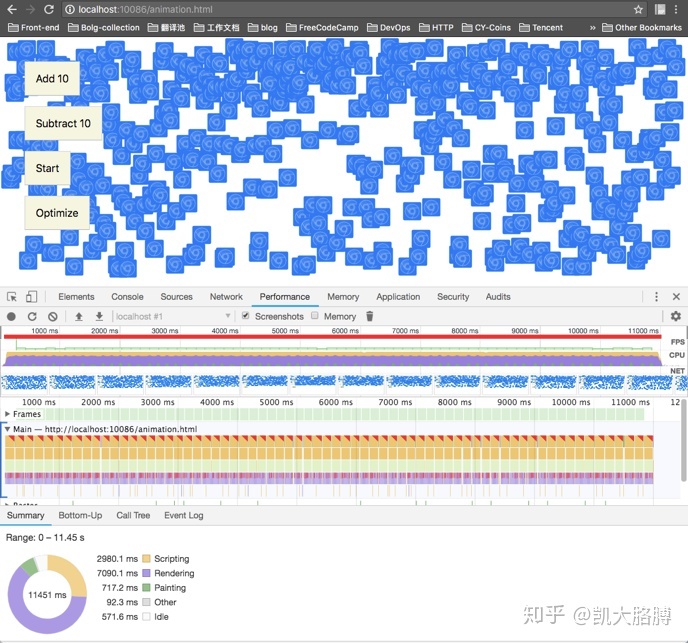 localhost:10086/animation.html
Front-end Bolg-collection 翻译池 工作文档 blog FreeCodeCamp DevOps HTTP CY-Coins Tencent » Other Bookmarks
Add 10
Subtract 10
Start
Optimize
Elements Console Sources Network Performance Memory Application Security Audits
localhost #1 Screenshots Memory
1000 ms 2000 ms 3000 ms 4000 ms 5000 ms 6000 ms 7000 ms 8000 ms 9000 ms 10000 ms 11000 ms
FPS
CPU
NET
1000 ms 2000 ms 3000 ms 4000 ms 5000 ms 6000 ms 7000 ms 8000 ms 9000 ms 10000 ms 11000 ms 12
Frames
Main — http://localhost:10086/animation.html
Raster
Summary Bottom-Up Call Tree Event Log
Range: 0 – 11.45 s
2980.1 ms Scripting
7090.1 ms Rendering
717.2 ms Painting
92.3 ms Other
571.6 ms Idle
11451 ms
知乎 @凯大胳膊